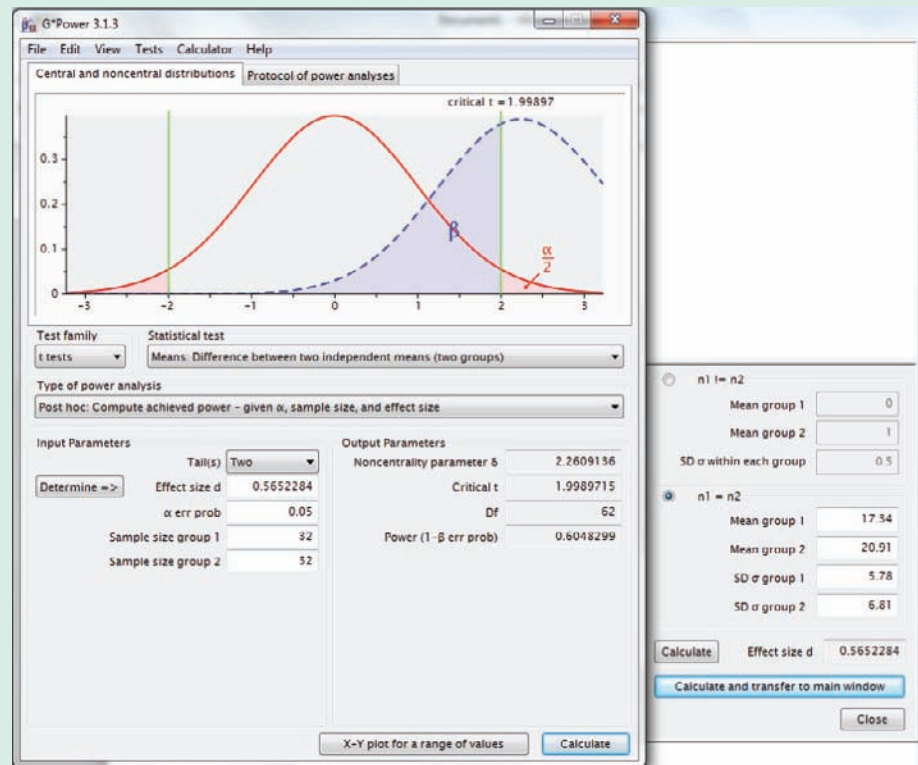 G*Power 3.1.3
File Edit View Tests Calculator Help
Central and noncentral distributions Protocol of power analyses
critical t = 1.99897
0.3
0.2
0.1
0
-3 -2 -1 0 1 2 3
β
α
2
Test family Statistical test
t tests Means: Difference between two independent means (two groups)
Type of power analysis
Post hoc: Compute achieved power – given α, sample size, and effect size
Input Parameters
Tail(s) Two
Determine => Effect size d 0.5652284
α err prob 0.05
Sample size group 1 32
Sample size group 2 32
Output Parameters
Noncentrality parameter δ 2.2609136
Critical t 1.9989715
Df 62
Power (1-β err prob) 0.6048299
X-Y plot for a range of values Calculate
n1 != n2
Mean group 1 0
Mean group 2 1
SD σ within each group 0.5
n1 = n2
Mean group 1 17.34
Mean group 2 20.91
SD σ group 1 5.78
SD σ group 2 6.81
Calculate Effect size d 0.5652284
Calculate and transfer to main window
Close